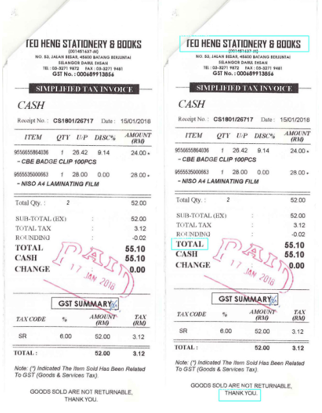 TEO HENG STATIONERY & BOOKS
(001451637-M)
NO. 53, JALAN BESAR, 45600 BATANG BERJUNTAI
SELANGOR DARUL EHSAN
TEL : 03-3271 9872 FAX : 03-3271 9481
GST No. : 000689913856
SIMPLIFIED TAX INVOICE
CASH
Receipt No. : CS1801/26717 Date : 15/01/2018
ITEM QTY U/P DISC% AMOUNT (RM)
9556655864036 1 26.42 9.14 24.00 *
- CBE BADGE CLIP 100PCS
9555535000663 1 28.00 0.00 28.00 *
- NISO A4 LAMINATING FILM
Total Qty. : 2 52.00
SUB-TOTAL (EX) : 52.00
TOTAL TAX : 3.12
ROUNDING : -0.02
TOTAL : 55.10
CASH : 55.10
CHANGE 0.00
PAID
17 JAN 2018
GST SUMMARY
TAX CODE % AMOUNT (RM) TAX (RM)
SR 6.00 52.00 3.12
TOTAL : 52.00 3.12
Note: (*) Indicated The Item Sold Has Been Related
To GST (Goods & Services Tax).
GOODS SOLD ARE NOT RETURNABLE,
THANK YOU.
TEO HENG STATIONERY & BOOKS
(001451637-M)
NO. 53, JALAN BESAR, 45600 BATANG BERJUNTAI
SELANGOR DARUL EHSAN
TEL : 03-3271 9872 FAX : 03-3271 9481
GST No. : 000689913856
SIMPLIFIED TAX INVOICE
CASH
Receipt No. : CS1801/26717 Date : 15/01/2018
ITEM QTY U/P DISC% AMOUNT (RM)
9556655864036 1 26.42 9.14 24.00 *
- CBE BADGE CLIP 100PCS
9555535000663 1 28.00 0.00 28.00 *
- NISO A4 LAMINATING FILM
Total Qty. : 2 52.00
SUB-TOTAL (EX) : 52.00
TOTAL TAX : 3.12
ROUNDING : -0.02
TOTAL : 55.10
CASH : 55.10
CHANGE 0.00
PAID
17 JAN 2018
GST SUMMARY
TAX CODE % AMOUNT (RM) TAX (RM)
SR 6.00 52.00 3.12
TOTAL : 52.00 3.12
Note: (*) Indicated The Item Sold Has Been Related
To GST (Goods & Services Tax).
GOODS SOLD ARE NOT RETURNABLE,
THANK YOU.